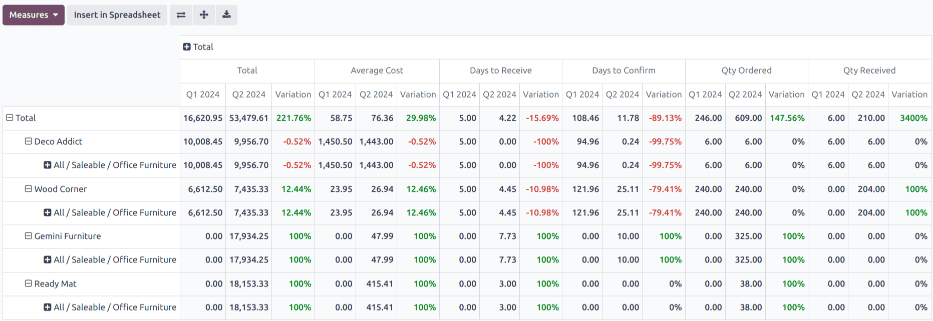 Measures Insert in Spreadsheet
Total
Total Average Cost Days to Receive Days to Confirm Qty Ordered Qty Received
Q1 2024 Q2 2024 Variation Q1 2024 Q2 2024 Variation Q1 2024 Q2 2024 Variation Q1 2024 Q2 2024 Variation Q1 2024 Q2 2024 Variation Q1 2024 Q2 2024 Variation
Total 16,620.95 53,479.61 221.76% 58.75 76.36 29.98% 5.00 4.22 -15.69% 108.46 11.78 -89.13% 246.00 609.00 147.56% 6.00 210.00 3400%
Deco Addict 10,008.45 9,956.70 -0.52% 1,450.50 1,443.00 -0.52% 5.00 0.00 -100% 94.96 0.24 -99.75% 6.00 6.00 0% 6.00 6.00 0%
All / Saleable / Office Furniture 10,008.45 9,956.70 -0.52% 1,450.50 1,443.00 -0.52% 5.00 0.00 -100% 94.96 0.24 -99.75% 6.00 6.00 0% 6.00 6.00 0%
Wood Corner 6,612.50 7,435.33 12.44% 23.95 26.94 12.46% 5.00 4.45 -10.98% 121.96 25.11 -79.41% 240.00 240.00 0% 0.00 204.00 100%
All / Saleable / Office Furniture 6,612.50 7,435.33 12.44% 23.95 26.94 12.46% 5.00 4.45 -10.98% 121.96 25.11 -79.41% 240.00 240.00 0% 0.00 204.00 100%
Gemini Furniture 0.00 17,934.25 100% 0.00 47.99 100% 0.00 7.73 100% 0.00 10.00 100% 0.00 325.00 100% 0.00 0.00 0%
All / Saleable / Office Furniture 0.00 17,934.25 100% 0.00 47.99 100% 0.00 7.73 100% 0.00 10.00 100% 0.00 325.00 100% 0.00 0.00 0%
Ready Mat 0.00 18,153.33 100% 0.00 415.41 100% 0.00 3.00 100% 0.00 0.00 0% 0.00 38.00 100% 0.00 0.00 0%
All / Saleable / Office Furniture 0.00 18,153.33 100% 0.00 415.41 100% 0.00 3.00 100% 0.00 0.00 0% 0.00 38.00 100% 0.00 0.00 0%